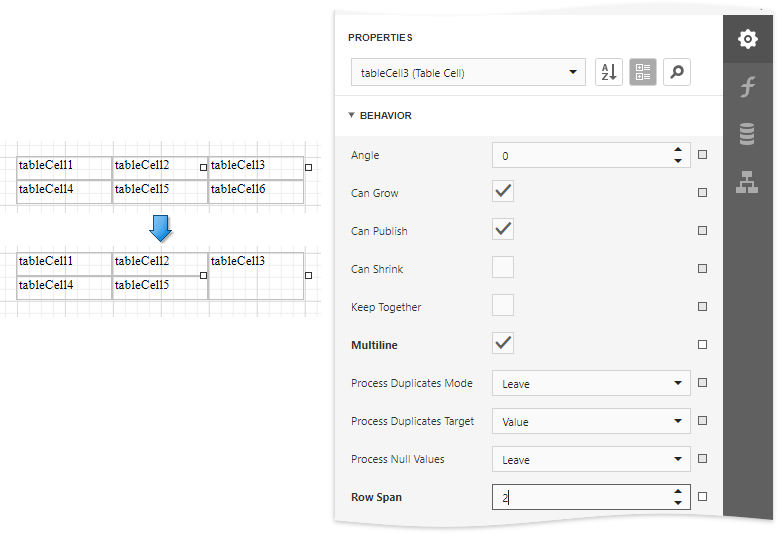 tableCell1 tableCell2 tableCell3
tableCell4 tableCell5 tableCell6
tableCell1 tableCell2 tableCell3
tableCell4 tableCell5
PROPERTIES
tableCell3 (Table Cell)
A
Z
BEHAVIOR
Angle 0
Can Grow
Can Publish
Can Shrink
Keep Together
Multiline
Process Duplicates Mode Leave
Process Duplicates Target Value
Process Null Values Leave
Row Span 2
f